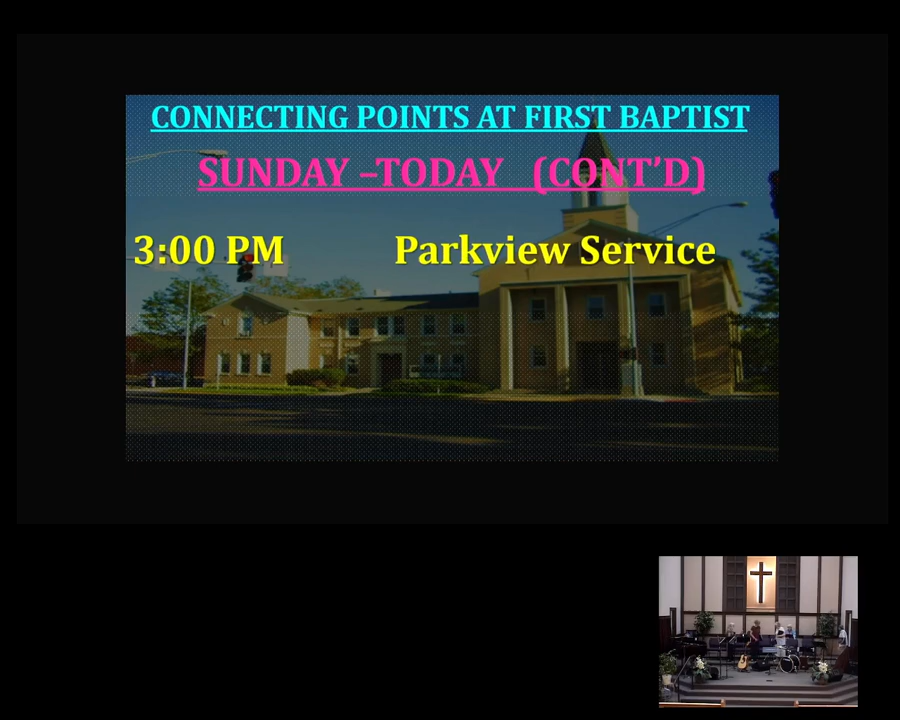 CONNECTING POINTS AT FIRST BAPTIST
SUNDAY –TODAY (CONT'D)
3:00 PM Parkview Service